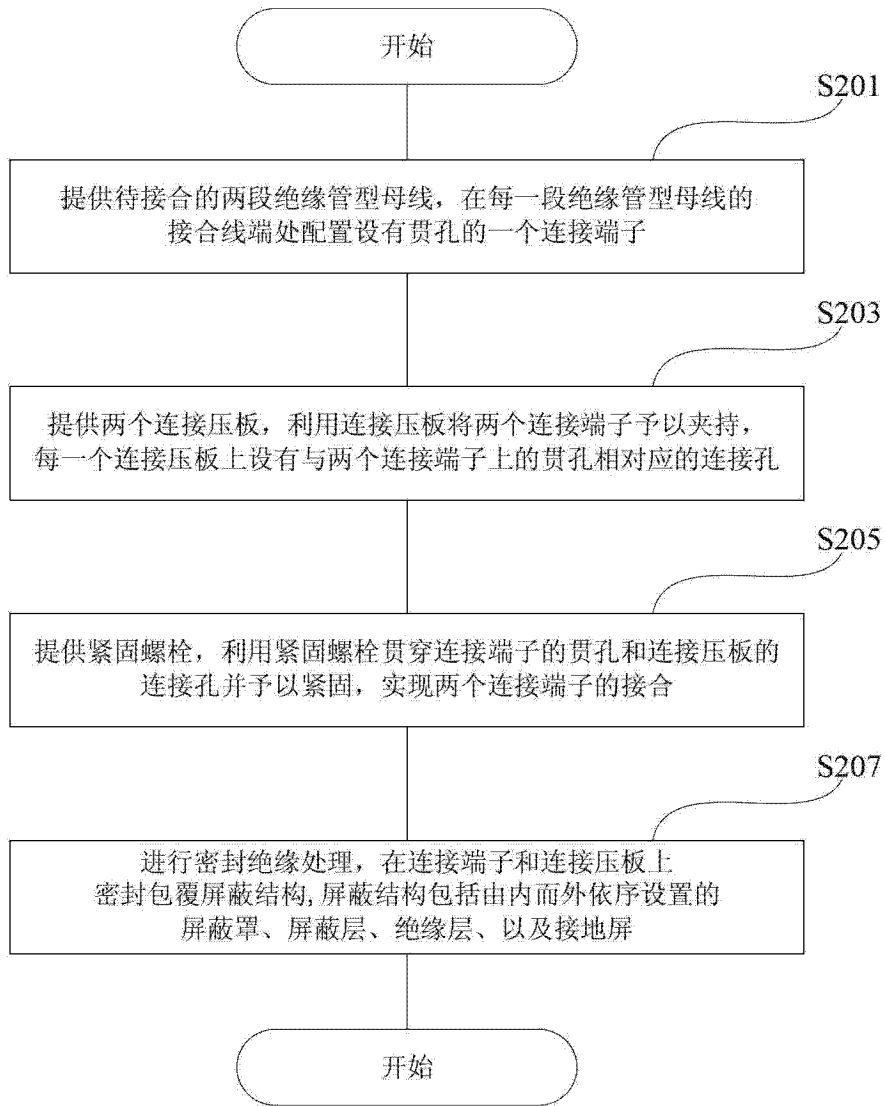 开始
S201
提供待接合的两段绝缘管型母线，在每一段绝缘管型母线的
接合线端处配置设有贯孔的一个连接端子
S203
提供两个连接压板，利用连接压板将两个连接端子予以夹持，
每一个连接压板上设有与两个连接端子上的贯孔相对应的连接孔
S205
提供紧固螺栓，利用紧固螺栓贯穿连接端子的贯孔和连接压板的
连接孔并予以紧固，实现两个连接端子的接合
S207
进行密封绝缘处理，在连接端子和连接压板上
密封包覆屏蔽结构,屏蔽结构包括由内而外依序设置的
屏蔽罩、屏蔽层、绝缘层、以及接地屏
开始